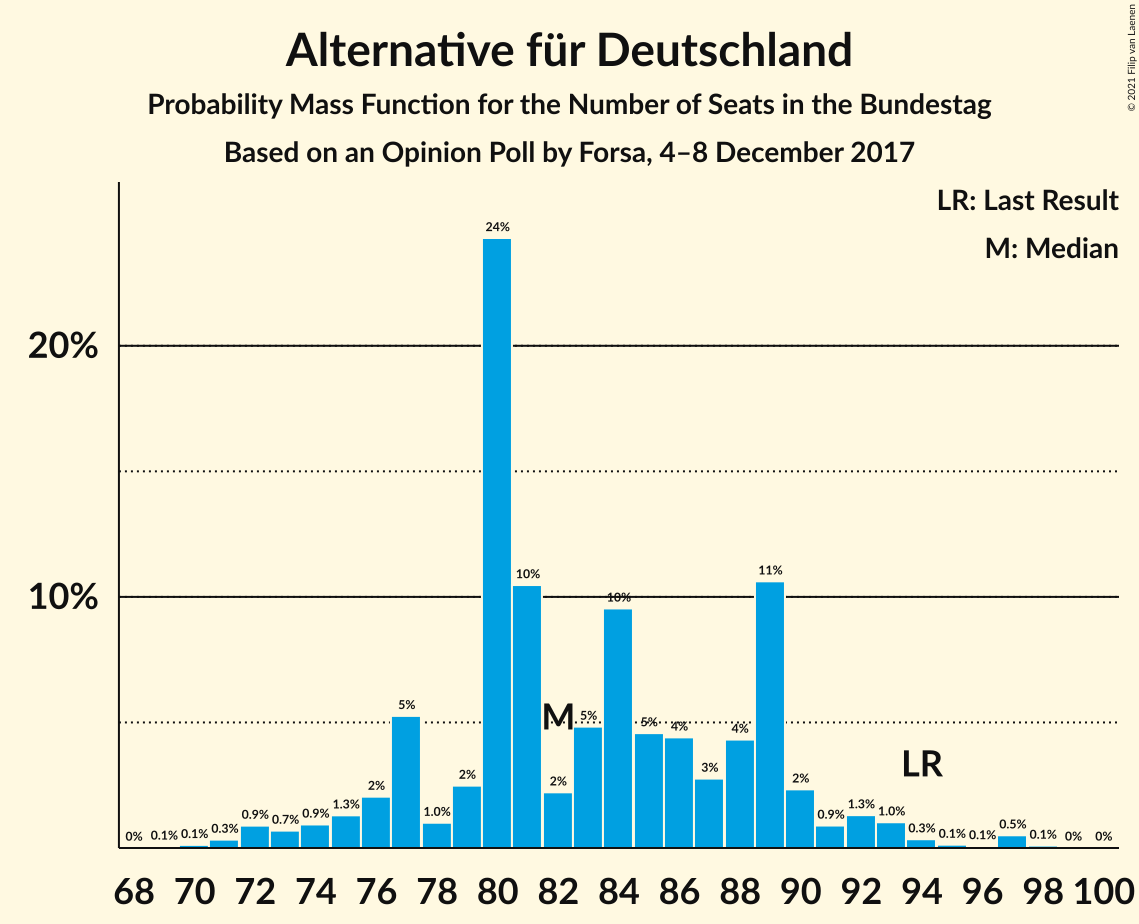 Alternative für Deutschland
Probability Mass Function for the Number of Seats in the Bundestag
Based on an Opinion Poll by Forsa, 4–8 December 2017
© 2021 Filip van Laenen
LR: Last Result
M: Median
20%
10%
0% 0.1% 0.1% 0.3% 0.9% 0.7% 0.9% 1.3% 2% 5% 1.0% 2% 24% 10% 2% 5% 10% 5% 4% 3% 4% 11% 2% 0.9% 1.3% 1.0% 0.3% 0.1% 0.1% 0.5% 0.1% 0% 0%
M
LR
68 70 72 74 76 78 80 82 84 86 88 90 92 94 96 98 100